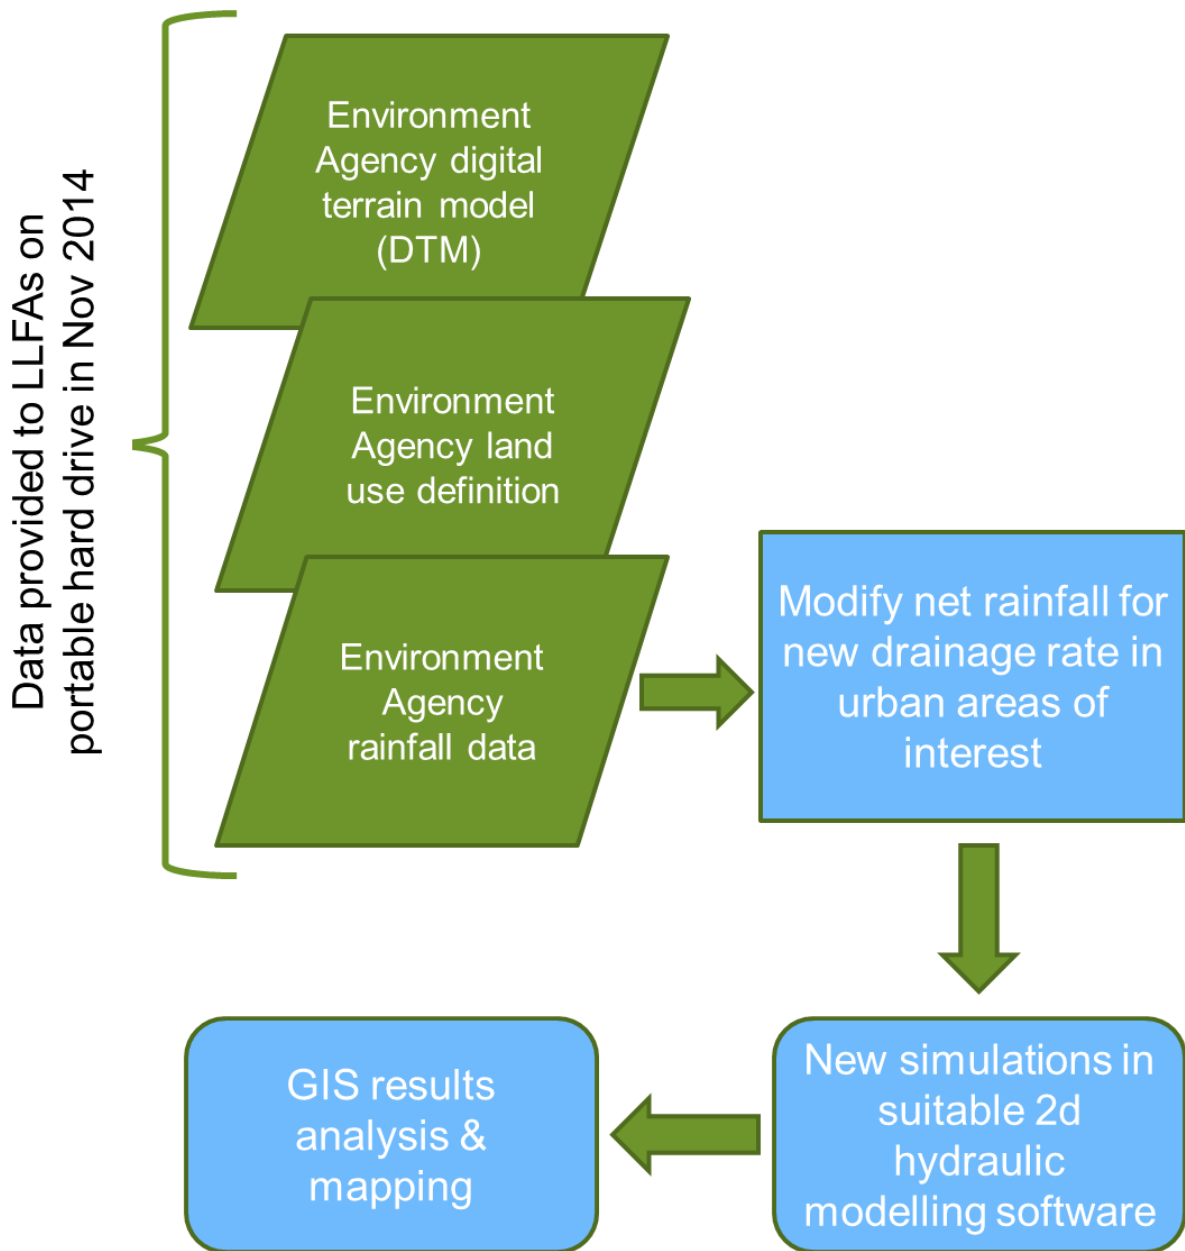 Data provided to LLFAs on
portable hard drive in Nov 2014
Environment
Agency digital
terrain model
(DTM)
Environment
Agency land
use definition
Environment
Agency
rainfall data
Modify net rainfall for
new drainage rate in
urban areas of
interest
New simulations in
suitable 2d
hydraulic
modelling software
GIS results
analysis &
mapping